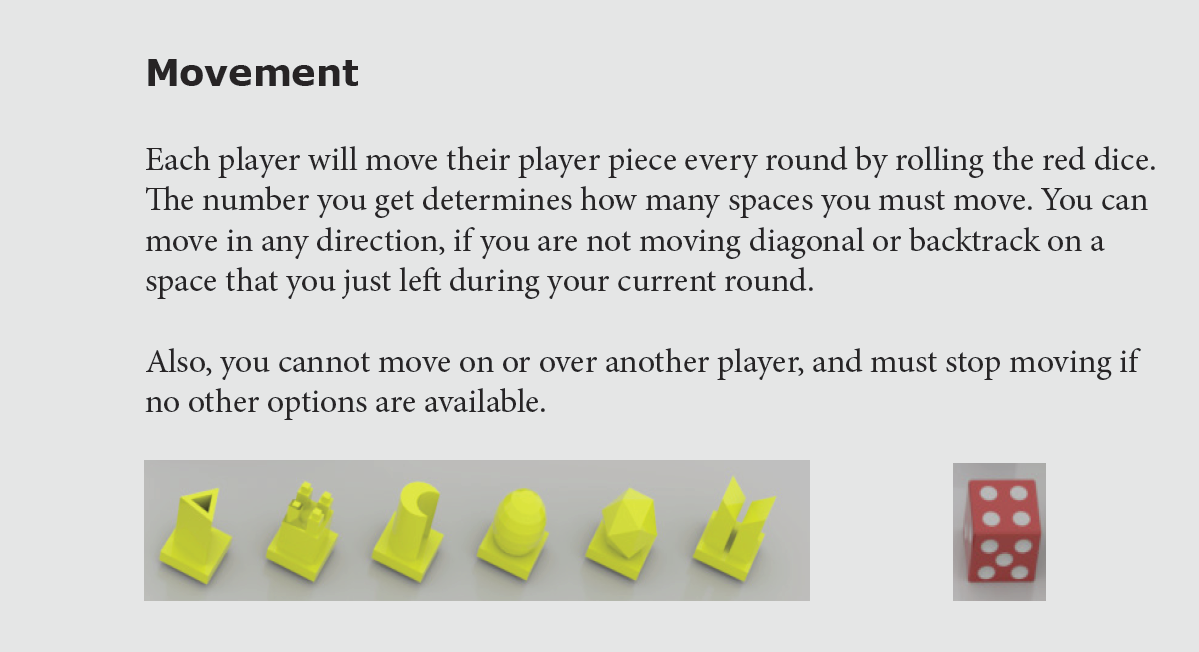 Movement
Each player will move their player piece every round by rolling the red dice.
The number you get determines how many spaces you must move. You can
move in any direction, if you are not moving diagonal or backtrack on a
space that you just left during your current round.
Also, you cannot move on or over another player, and must stop moving if
no other options are available.